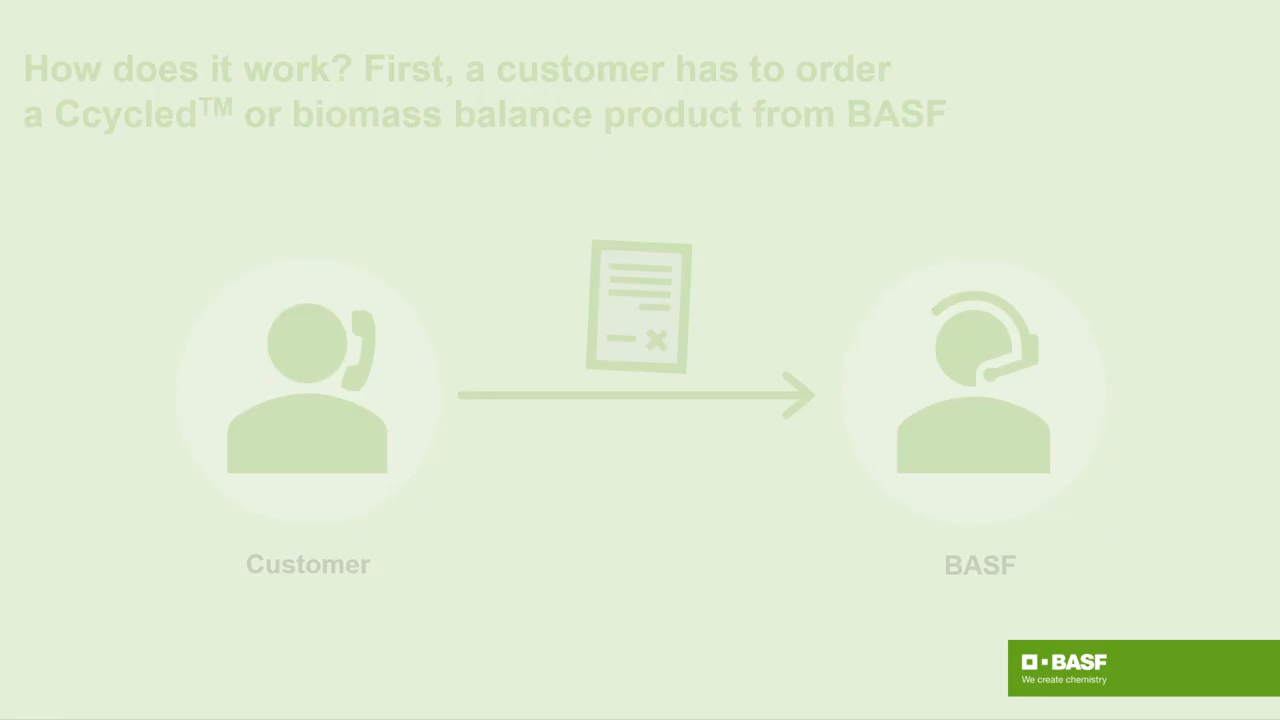 How does it work? First, a customer has to order
a Ccycled™ or biomass balance product from BASF
Customer
BASF
BASF
We create chemistry